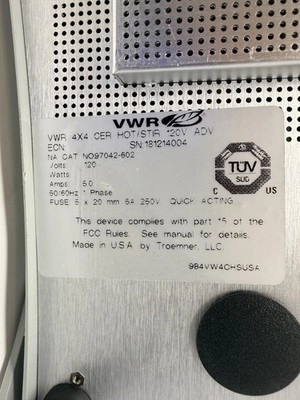 VWR
VWR 4X4 CER HOT/STIR 120V ADV
ECN: SN:181214004
NA CAT NO97042-602
Volts: 120
Watts:
Amps: 5.0
50/60Hz 1 Phase
FUSE 5 x 20 mm 5A 250V QUICK ACTING
TÜV
SUD
C US
This device complies with part 15 of the
FCC Rules. See manual for details.
Made in U.S.A. by Troemner, LLC.
984VW4CHSUSA